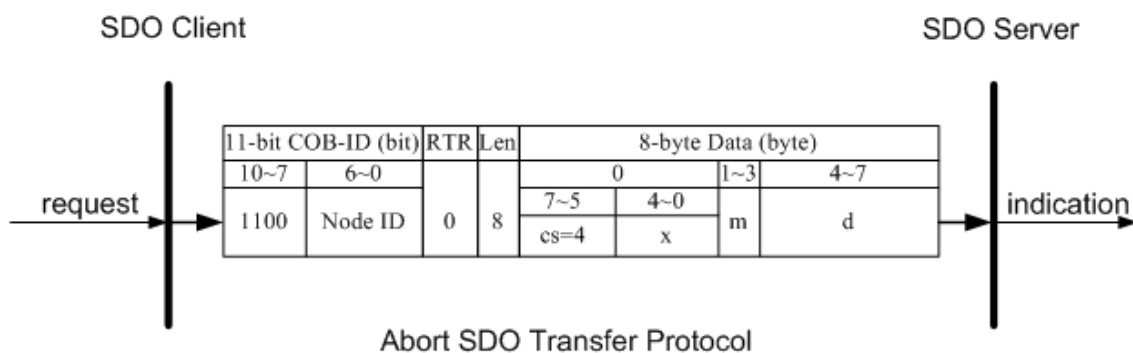 SDO Client SDO Server
11-bit COB-ID (bit) RTR Len 8-byte Data (byte)
10~7 6~0 0 1~3 4~7
request 1100 Node ID 0 8 7~5 4~0 m d indication
cs=4 x
Abort SDO Transfer Protocol